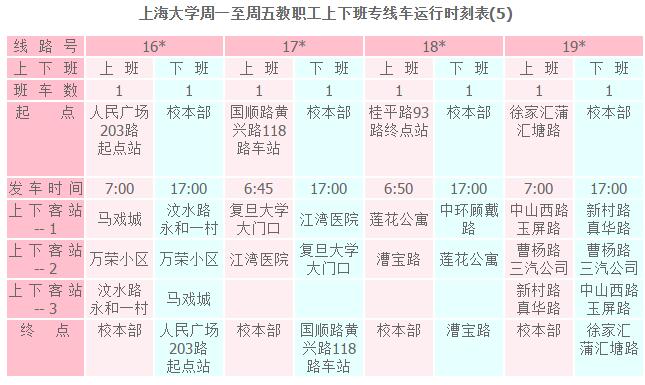 上海大学周一至周五教职工上下班专线车运行时刻表(5)
线路号 16* 17* 18* 19*
上下班 上班 下班 上班 下班 上班 下班 上班 下班
班车数 1 1 1 1 1 1 1 1
起点 人民广场 校本部 国顺路黄 校本部 桂平路93 校本部 徐家汇蒲 校本部
203路 兴路118 路终点站 汇塘路
起点站 路车站
发车时间 7:00 17:00 6:45 17:00 6:50 17:00 7:00 17:00
上下客站 马戏城 汶水路 复旦大学 江湾医院 莲花公寓 中环顾戴 中山西路 新村路
-- 1 永和一村 大门口 路 玉屏路 真华路
上下客站 万荣小区 万荣小区 江湾医院 复旦大学 漕宝路 莲花公寓 曹杨路 曹杨路
-- 2 大门口 三汽公司 三汽公司
上下客站 汶水路 马戏城 新村路 中山西路
-- 3 永和一村 真华路 玉屏路
终点 校本部 人民广场 校本部 国顺路黄 校本部 漕宝路 校本部 徐家汇
203路 兴路118 蒲汇塘路
起点站 路车站